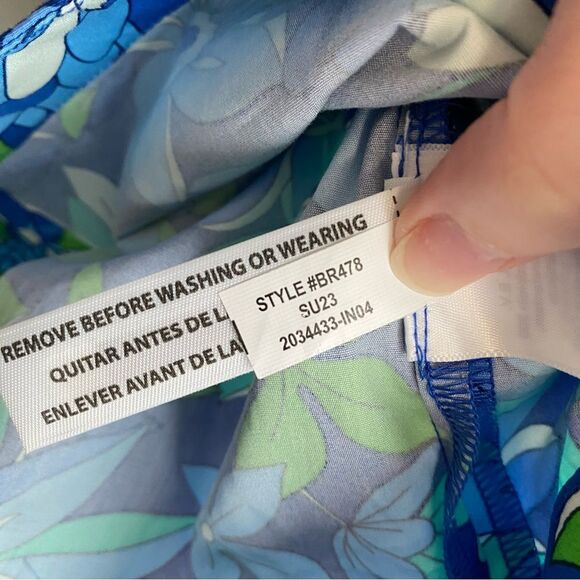 REMOVE BEFORE WASHING OR WEARING
QUITAR ANTES DE LA
ENLEVER AVANT DE LA
STYLE #BR478
SU23
2034433-IN04